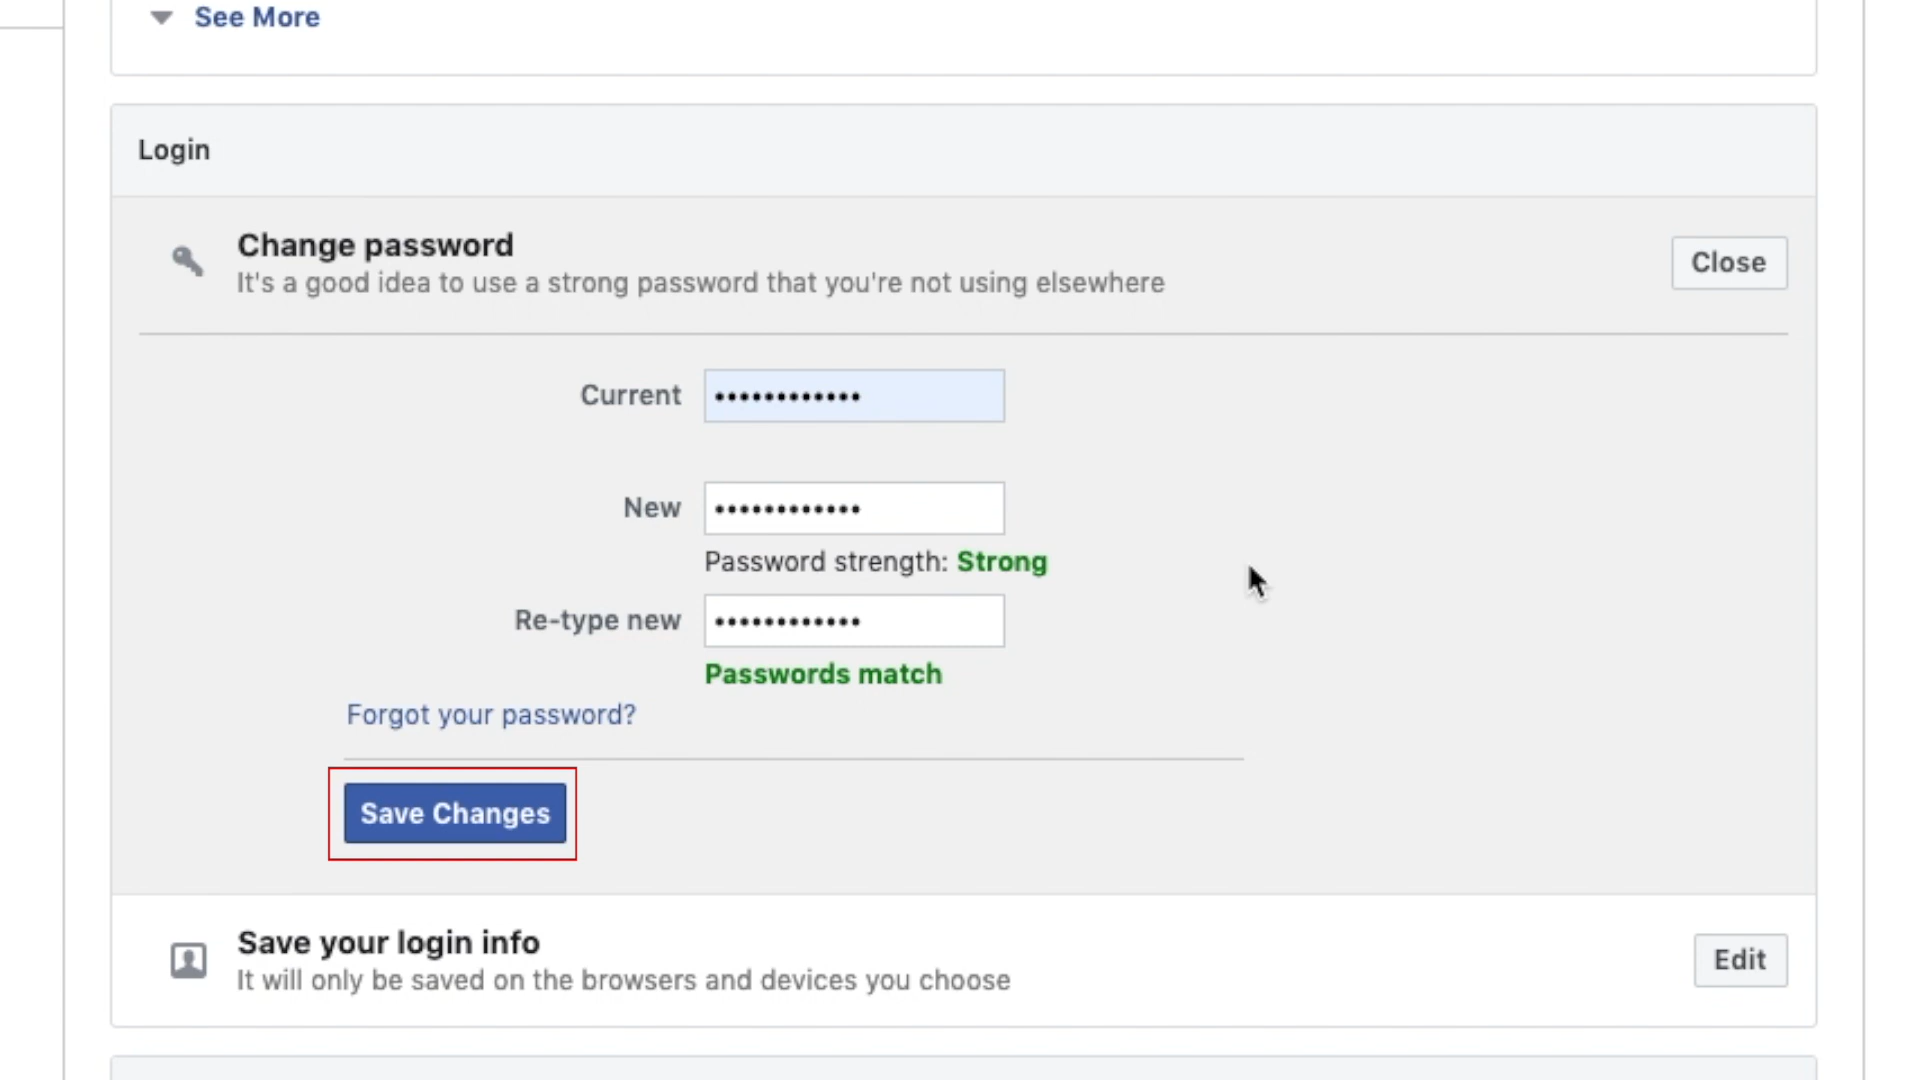 See More
Login
Change password
It's a good idea to use a strong password that you're not using elsewhere
Close
Current ••••••••••••
New ••••••••••••
Password strength: Strong
Re-type new ••••••••••••
Passwords match
Forgot your password?
Save Changes
Save your login info
It will only be saved on the browsers and devices you choose
Edit